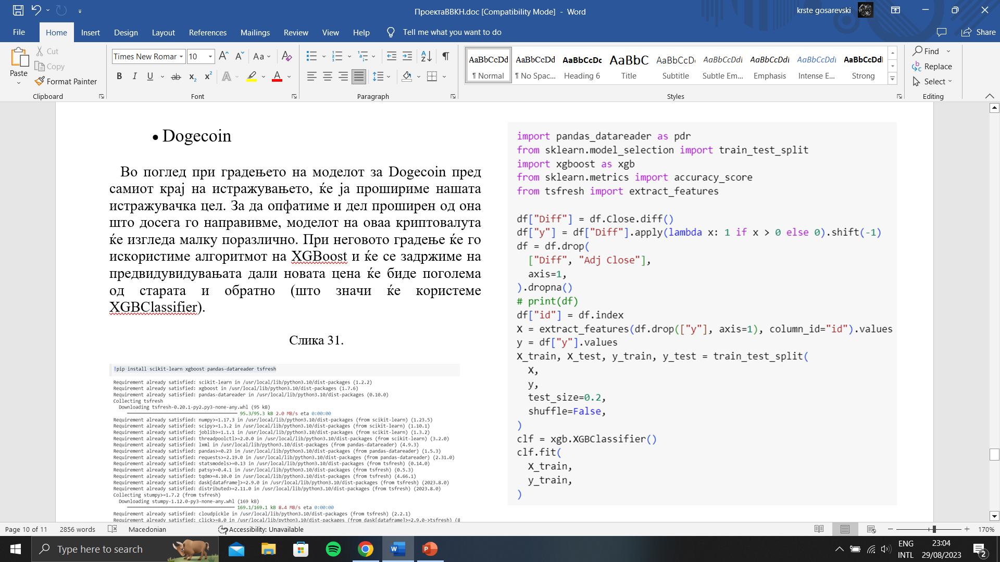 ПроектаВВКН.doc [Compatibility Mode] - Word
krste gosarevski
File Home Insert Design Layout References Mailings Review View Help Tell me what you want to do
Share
Paste
Cut
Copy
Format Painter
Clipboard
Times New Roman 10
Font
Paragraph
AaBbCcDd AaBbCcDd AaBbCcDc AaBbC AaBbCcD AaBbCcDdI AaBbCcDdI AaBbCcDdI AaBbCcDdI
¶ Normal ¶ No Spac... Heading 6 Title Subtitle Subtle Em... Emphasis Intense E... Strong
Styles
Find
Replace
Select
Editing
• Dogecoin
Во поглед при градењето на моделот за Dogecoin пред
самиот крај на истражувањето, ќе ја прошириме нашата
истражувачка цел. За да опфатиме и дел проширен од она
што досега го направивме, моделот на оваа криптовалута
ќе изгледа малку поразлично. При неговото градење ќе го
искористиме алгоритмот на XGBoost и ќе се задржиме на
предвидувидувањата дали новата цена ќе биде поголема
од старата и обратно (што значи ќе користеме
XGBClassifier).
Слика 31.
!pip install scikit-learn xgboost pandas-datareader tsfresh
Requirement already satisfied: scikit-learn in /usr/local/lib/python3.10/dist-packages (1.2.2)
Requirement already satisfied: xgboost in /usr/local/lib/python3.10/dist-packages (1.7.6)
Requirement already satisfied: pandas-datareader in /usr/local/lib/python3.10/dist-packages (0.10.0)
Collecting tsfresh
Downloading tsfresh-0.20.1-py2.py3-none-any.whl (95 kB)
95.3/95.3 kB 2.0 MB/s eta 0:00:00
Requirement already satisfied: numpy>=1.17.3 in /usr/local/lib/python3.10/dist-packages (from scikit-learn) (1.23.5)
Requirement already satisfied: scipy>=1.3.2 in /usr/local/lib/python3.10/dist-packages (from scikit-learn) (1.10.1)
Requirement already satisfied: joblib>=1.1.1 in /usr/local/lib/python3.10/dist-packages (from scikit-learn) (1.3.2)
Requirement already satisfied: threadpoolctl>=2.0.0 in /usr/local/lib/python3.10/dist-packages (from scikit-learn) (3.2.0)
Requirement already satisfied: lxml in /usr/local/lib/python3.10/dist-packages (from pandas-datareader) (4.9.3)
Requirement already satisfied: pandas>=0.23 in /usr/local/lib/python3.10/dist-packages (from pandas-datareader) (1.5.3)
Requirement already satisfied: requests>=2.19.0 in /usr/local/lib/python3.10/dist-packages (from pandas-datareader) (2.31.0)
Requirement already satisfied: statsmodels>=0.13 in /usr/local/lib/python3.10/dist-packages (from tsfresh) (0.14.0)
Requirement already satisfied: patsy>=0.4.1 in /usr/local/lib/python3.10/dist-packages (from tsfresh) (0.5.3)
Requirement already satisfied: tqdm>=4.10.0 in /usr/local/lib/python3.10/dist-packages (from tsfresh) (4.66.1)
Requirement already satisfied: dask[dataframe]>=2.9.0 in /usr/local/lib/python3.10/dist-packages (from tsfresh) (2023.8.0)
Requirement already satisfied: distributed>=2.11.0 in /usr/local/lib/python3.10/dist-packages (from tsfresh) (2023.8.0)
Collecting stumpy>=1.7.2 (from tsfresh)
Downloading stumpy-1.12.0-py3-none-any.whl (169 kB)
169.1/169.1 kB 8.4 MB/s eta 0:00:00
Requirement already satisfied: cloudpickle in /usr/local/lib/python3.10/dist-packages (from tsfresh) (2.2.1)
Requirement already satisfied: click>=8.0 in /usr/local/lib/python3.10/dist-packages (from dask[dataframe]>=2.9.0->tsfresh) (8
import pandas_datareader as pdr
from sklearn.model_selection import train_test_split
import xgboost as xgb
from sklearn.metrics import accuracy_score
from tsfresh import extract_features
df["Diff"] = df.Close.diff()
df["y"] = df["Diff"].apply(lambda x: 1 if x > 0 else 0).shift(-1)
df = df.drop(
["Diff", "Adj Close"],
axis=1,
).dropna()
# print(df)
df["id"] = df.index
X = extract_features(df.drop(["y"], axis=1), column_id="id").values
y = df["y"].values
X_train, X_test, y_train, y_test = train_test_split(
X,
y,
test_size=0.2,
shuffle=False,
)
clf = xgb.XGBClassifier()
clf.fit(
X_train,
y_train,
)
Page 10 of 11 2856 words Macedonian Accessibility: Unavailable 170%
Type here to search
ENG
INTL
23:04
29/08/2023
2